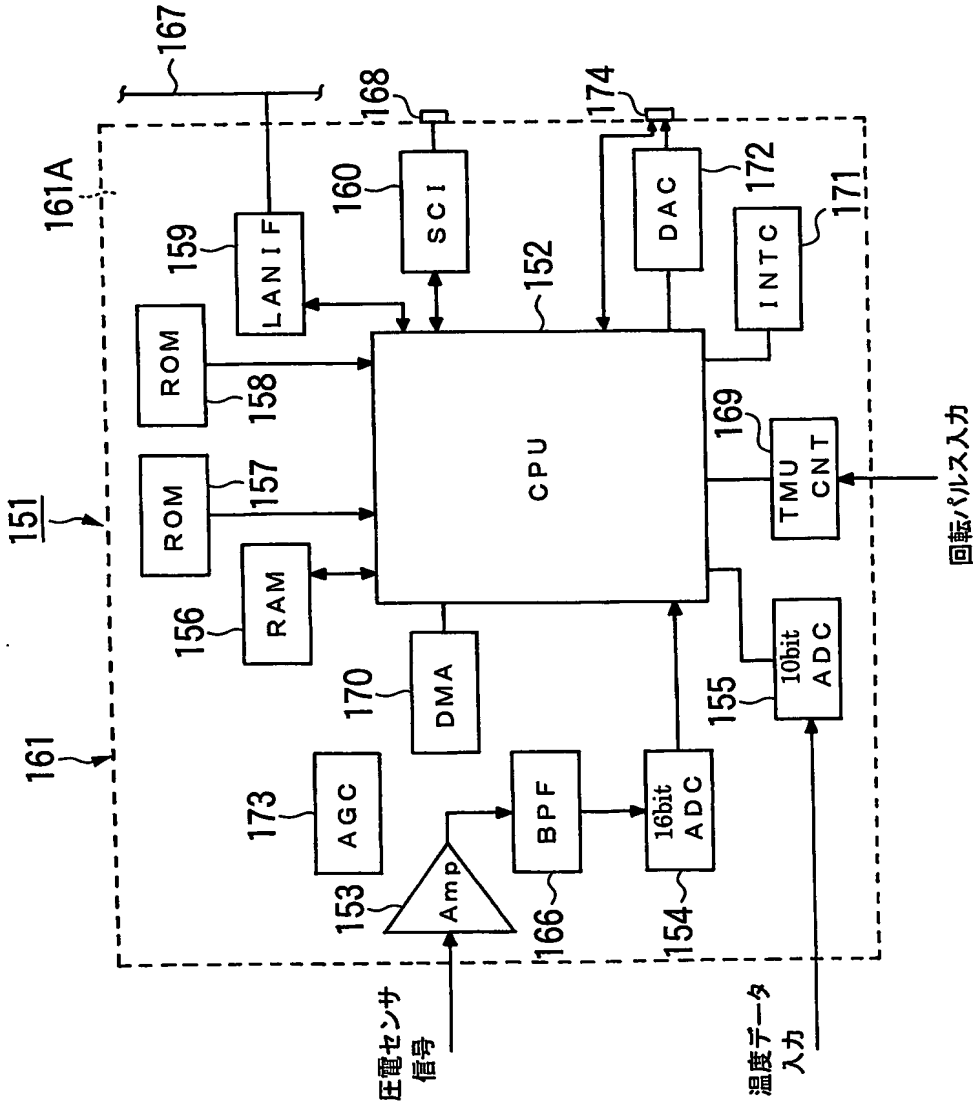 151
161
161A
167
173
AGC
156
RAM
157
ROM
158
ROM
159
LANIF
160
SCI
168
170
DMA
153
Amp
166
BPF
152
CPU
174
DAC
172
154
16bit
ADC
155
10bit
ADC
169
TMU
CNT
INTC
171
圧電センサ
信号
温度データ
入力
回転パルス入力